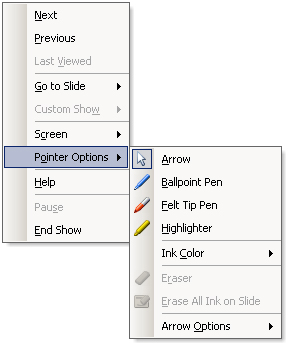 Next
Previous
Last Viewed
Go to Slide
Custom Show
Screen
Pointer Options
Help
Pause
End Show
Arrow
Ballpoint Pen
Felt Tip Pen
Highlighter
Ink Color
Eraser
Erase All Ink on Slide
Arrow Options